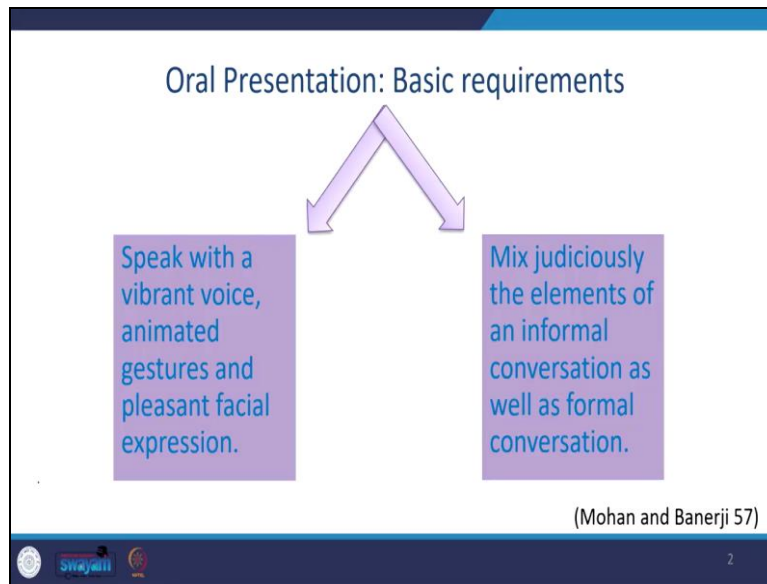 Oral Presentation: Basic requirements
Speak with a
vibrant voice,
animated
gestures and
pleasant facial
expression.
Mix judiciously
the elements of
an informal
conversation as
well as formal
conversation.
(Mohan and Banerji 57)
swayam
2